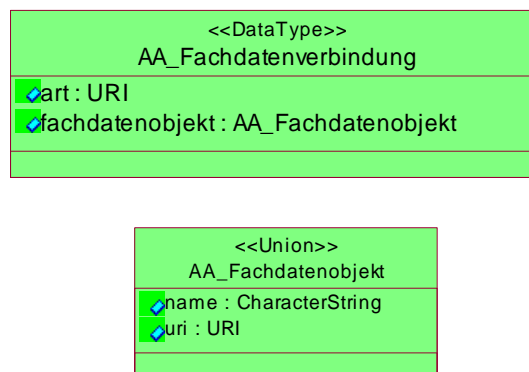 <<DataType>>
AA_Fachdatenverbindung
art : URI
fachdatenobjekt : AA_Fachdatenobjekt
<<Union>>
AA_Fachdatenobjekt
name : CharacterString
uri : URI